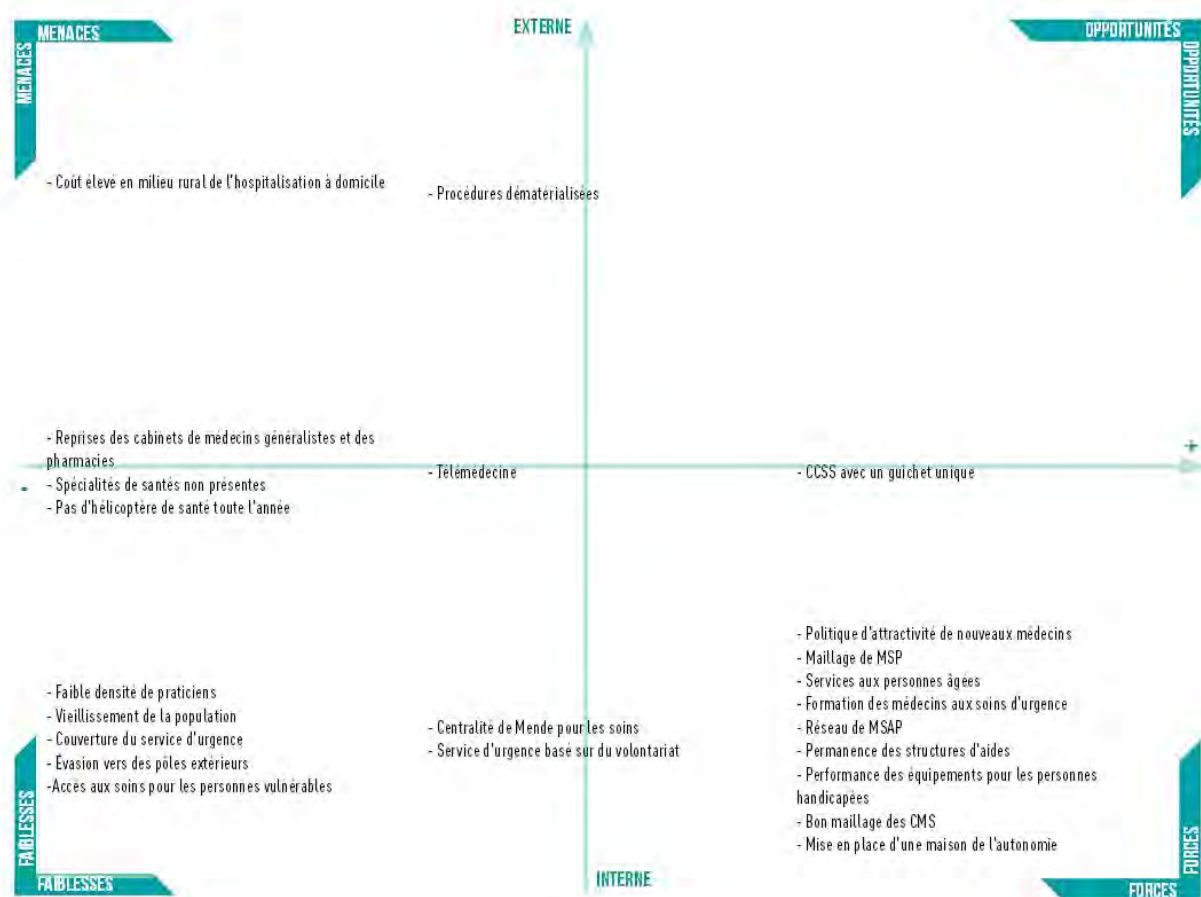 MENACES
MENACES
EXTERNE
OPPORTUNITÉS
OPPORTUNITÉS
- Coût élevé en milieu rural de l'hospitalisation à domicile
- Procédures dématerialisées
- Reprises des cabinets de médecins généralistes et des
pharmacies
- Spécialités de santés non présentes
- Pas d'hélicoptère de santé toute l'année
-
- Télémédecine
- CCSS avec un guichet unique
+
- Faible densité de praticiens
- Vieillissement de la population
- Couverture du service d'urgence
- Évasion vers des pôles extérieurs
-Accès aux soins pour les personnes vulnérables
- Centralité de Mende pour les soins
- Service d'urgence basé sur du volontariat
- Politique d'attractivité de nouveaux médecins
- Maillage de MSP
- Services aux personnes âgées
- Formation des médecins aux soins d'urgence
- Réseau de MSAP
- Permanence des structures d'aides
- Performance des équipements pour les personnes
handicapées
- Bon maillage des CMS
- Mise en place d'une maison de l'autonomie
FAIBLESSES
FAIBLESSES
INTERNE
FORCES
FORCES